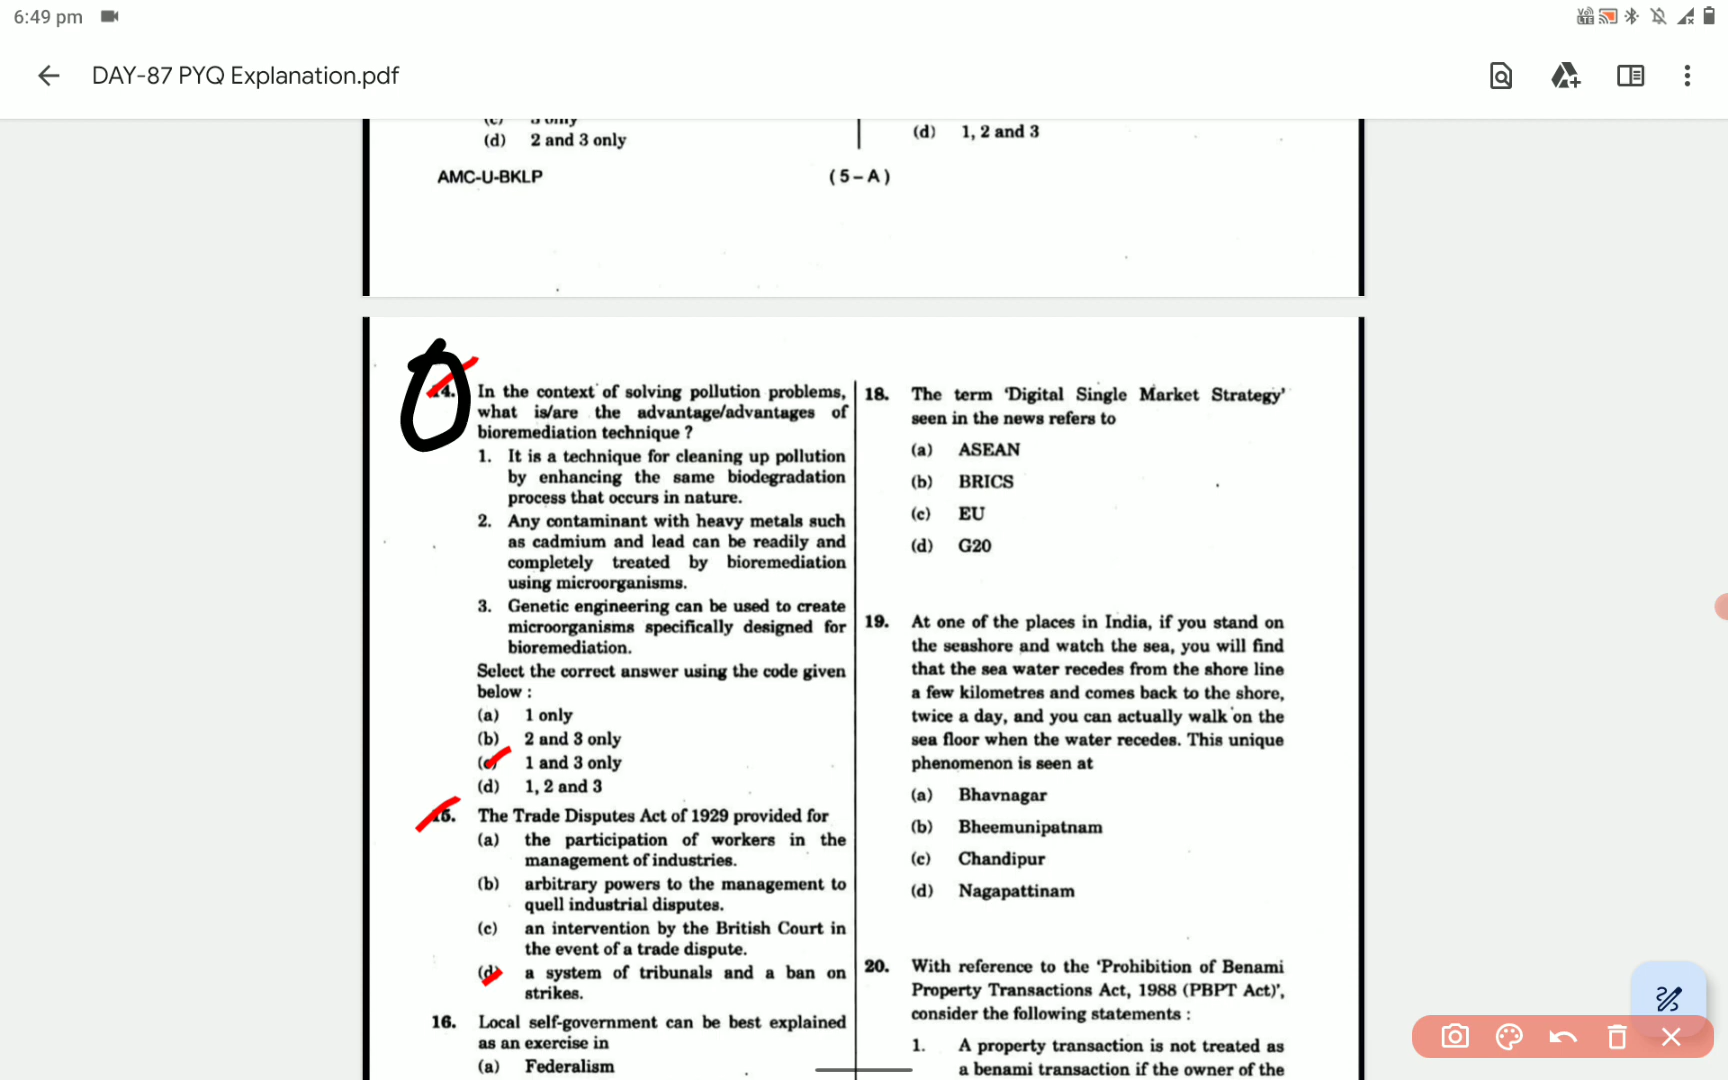 6:49 pm
DAY-87 PYQ Explanation.pdf
(d) 2 and 3 only
AMC-U-BKLP
(d) 1, 2 and 3
( 5 – A )
14. In the context of solving pollution problems,
what is/are the advantage/advantages of
bioremediation technique ?
1. It is a technique for cleaning up pollution
by enhancing the same biodegradation
process that occurs in nature.
2. Any contaminant with heavy metals such
as cadmium and lead can be readily and
completely treated by bioremediation
using microorganisms.
3. Genetic engineering can be used to create
microorganisms specifically designed for
bioremediation.
Select the correct answer using the code given
below :
(a) 1 only
(b) 2 and 3 only
(c) 1 and 3 only
(d) 1, 2 and 3
15. The Trade Disputes Act of 1929 provided for
(a) the participation of workers in the
management of industries.
(b) arbitrary powers to the management to
quell industrial disputes.
(c) an intervention by the British Court in
the event of a trade dispute.
(d) a system of tribunals and a ban on
strikes.
16. Local self-government can be best explained
as an exercise in
(a) Federalism
18. The term ‘Digital Single Market Strategy’
seen in the news refers to
(a) ASEAN
(b) BRICS
(c) EU
(d) G20
19. At one of the places in India, if you stand on
the seashore and watch the sea, you will find
that the sea water recedes from the shore line
a few kilometres and comes back to the shore,
twice a day, and you can actually walk on the
sea floor when the water recedes. This unique
phenomenon is seen at
(a) Bhavnagar
(b) Bheemunipatnam
(c) Chandipur
(d) Nagapattinam
20. With reference to the ‘Prohibition of Benami
Property Transactions Act, 1988 (PBPT Act)’,
consider the following statements :
1. A property transaction is not treated as
a benami transaction if the owner of the